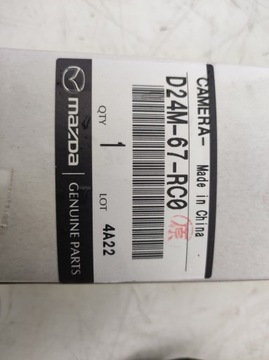 CAMERA-
Made in China
D24M-67-RC0
QTY
1
LOT
4A22
mazda
GENUINE PARTS